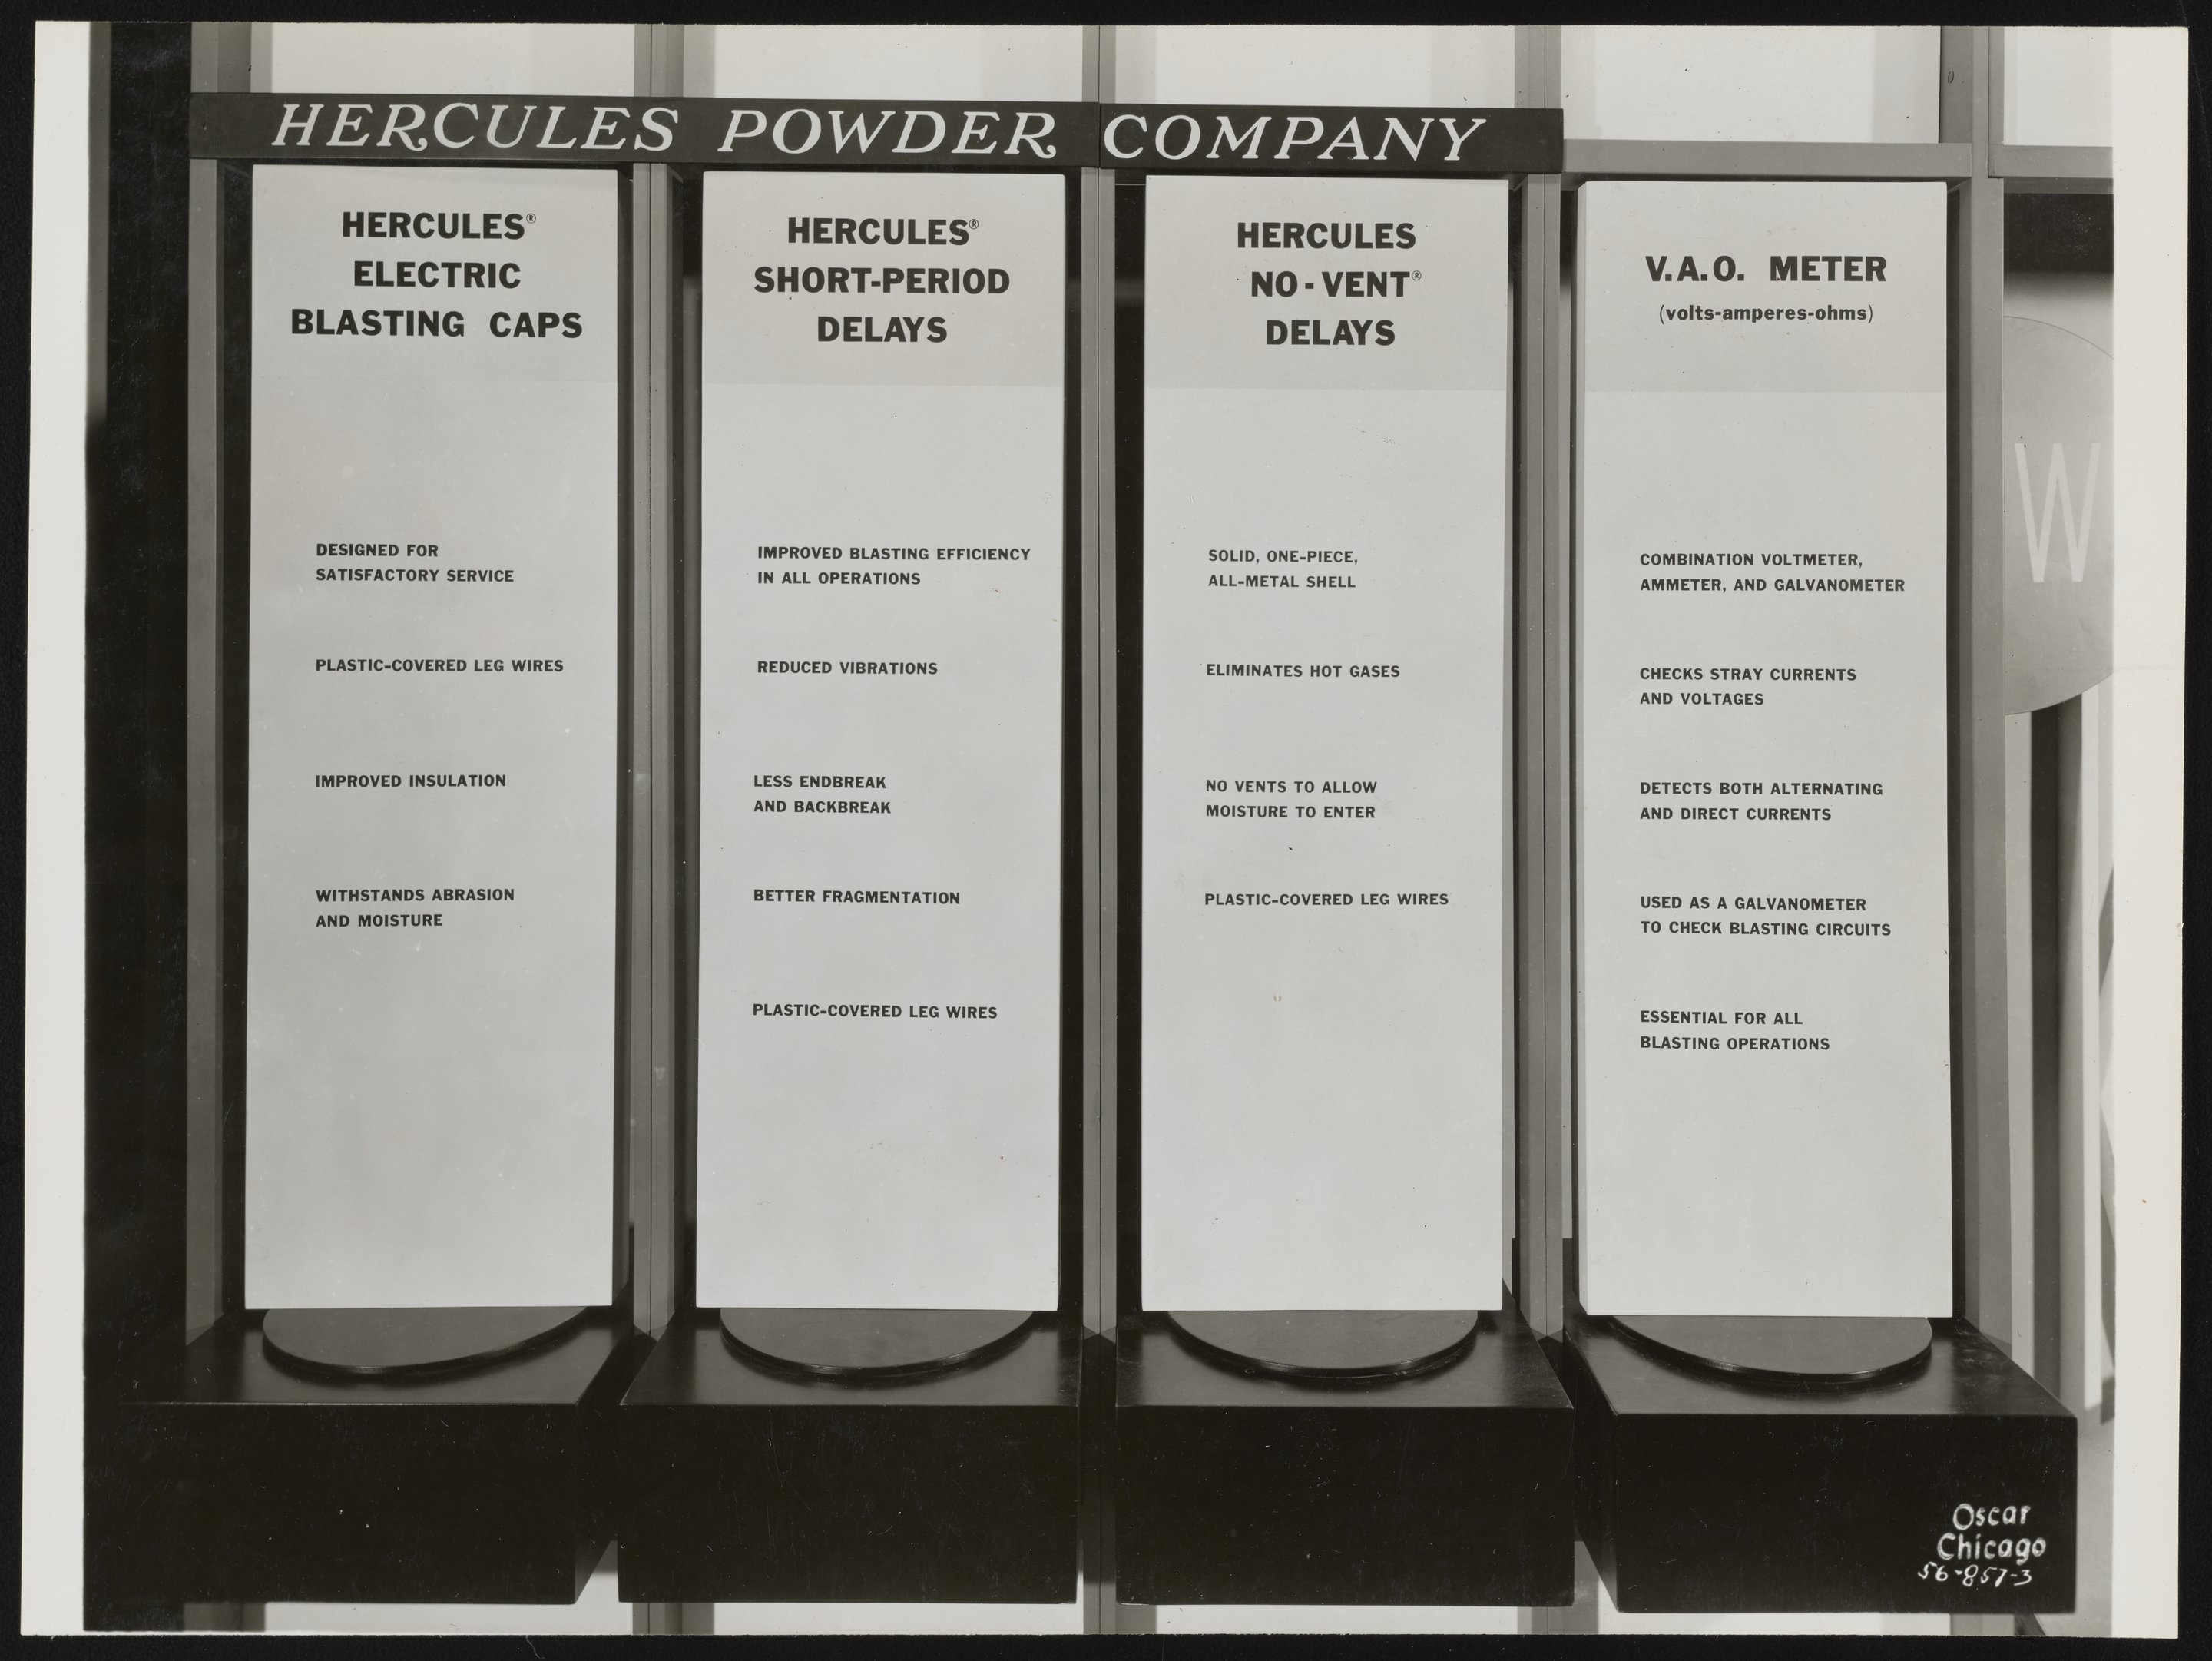 HERCULES POWDER COMPANY
HERCULES®
ELECTRIC
BLASTING CAPS
DESIGNED FOR
SATISFACTORY SERVICE
PLASTIC-COVERED LEG WIRES
IMPROVED INSULATION
WITHSTANDS ABRASION
AND MOISTURE
HERCULES®
SHORT-PERIOD
DELAYS
IMPROVED BLASTING EFFICIENCY
IN ALL OPERATIONS
REDUCED VIBRATIONS
LESS ENDBREAK
AND BACKBREAK
BETTER FRAGMENTATION
PLASTIC-COVERED LEG WIRES
HERCULES
NO-VENT®
DELAYS
SOLID, ONE-PIECE,
ALL-METAL SHELL
ELIMINATES HOT GASES
NO VENTS TO ALLOW
MOISTURE TO ENTER
PLASTIC-COVERED LEG WIRES
V.A.O. METER
(volts-amperes-ohms)
COMBINATION VOLTMETER,
AMMETER, AND GALVANOMETER
CHECKS STRAY CURRENTS
AND VOLTAGES
DETECTS BOTH ALTERNATING
AND DIRECT CURRENTS
USED AS A GALVANOMETER
TO CHECK BLASTING CIRCUITS
ESSENTIAL FOR ALL
BLASTING OPERATIONS
W
Oscar
Chicago
56-857-3